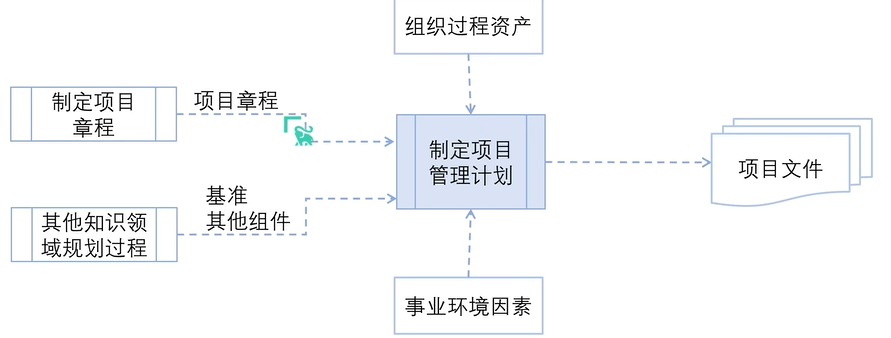 组织过程资产
制定项目
章程
项目章程
制定项目
管理计划
项目文件
基准
其他组件
其他知识领
域规划过程
事业环境因素